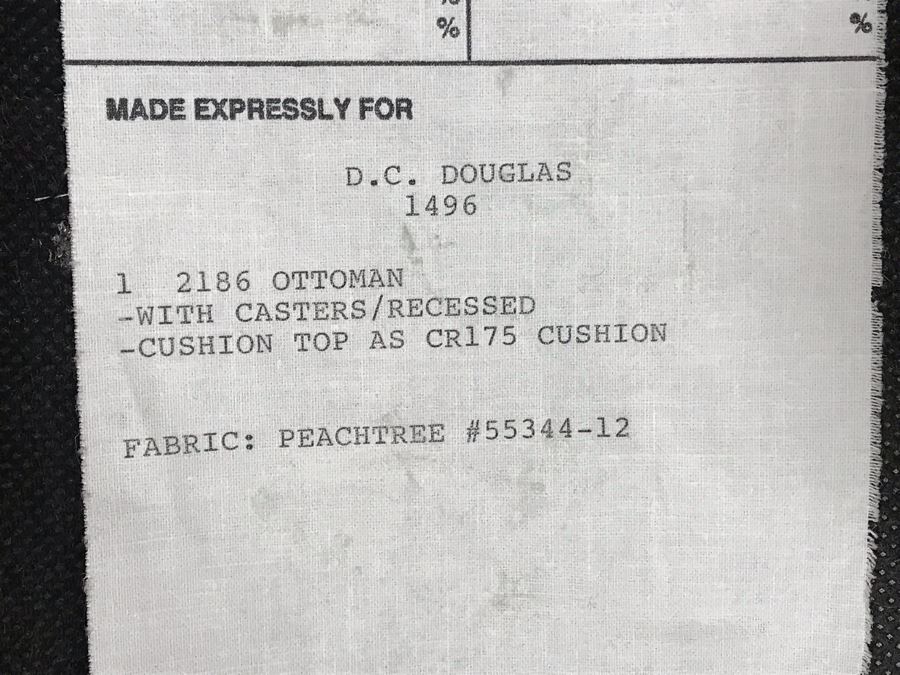 % %
MADE EXPRESSLY FOR
D.C. DOUGLAS
1496
1 2186 OTTOMAN
-WITH CASTERS/RECESSED
-CUSHION TOP AS CR175 CUSHION
FABRIC: PEACHTREE #55344-12